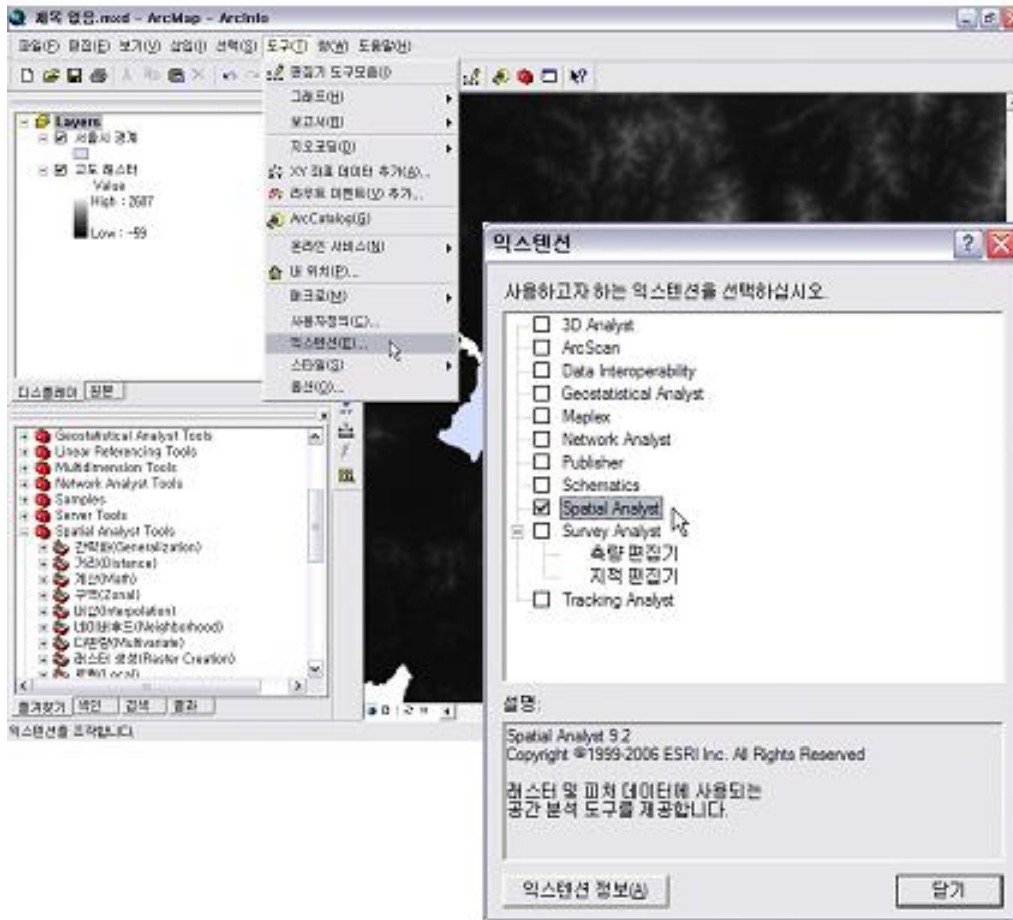 제목 없음.mxd - ArcMap - ArcInfo
파일(F) 편집(E) 보기(V) 삽입(I) 선택(S) 도구(T) 창(W) 도움말(H)
편집기 도구모음(I)
그래프(H)
보고서(R)
지오코딩(O)
XY 좌표 데이터 추가(A)...
라우트 이벤트(V) 추가...
ArcCatalog(G)
온라인 서비스(N)
내 위치(P)...
매크로(M)
사용자정의(C)...
익스텐션(E)...
스타일(S)
옵션(O)...
Layers
서울시 경계
고도 래스터
Value
High : 2607
Low : -59
디스플레이 원본
Geostatistical Analyst Tools
Linear Referencing Tools
Multidimension Tools
Network Analyst Tools
Samples
Server Tools
Spatial Analyst Tools
간략화(Generalization)
거리(Distance)
계산(Math)
구역(Zonal)
내삽(Interpolation)
네이버후드(Neighborhood)
다변량(Multivariate)
래스터 생성(Raster Creation)
로컬(Local)
즐겨찾기 색인 검색 결과
익스텐션을 조작합니다.
익스텐션
사용하고자 하는 익스텐션을 선택하십시오.
3D Analyst
ArcScan
Data Interoperability
Geostatistical Analyst
Maplex
Network Analyst
Publisher
Schematics
Spatial Analyst
Survey Analyst
측량 편집기
지적 편집기
Tracking Analyst
설명:
Spatial Analyst 9.2
Copyright ©1999-2006 ESRI Inc. All Rights Reserved
래스터 및 피처 데이터에 사용되는
공간 분석 도구를 제공합니다.
익스텐션 정보(A)
닫기